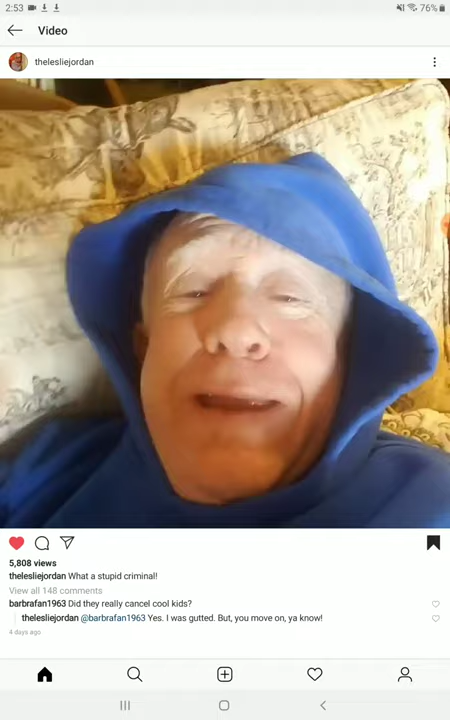 2:53 76%
Video
thelesliejordan
5,808 views
thelesliejordan What a stupid criminal!
View all 148 comments
barbrafan1963 Did they really cancel cool kids?
thelesliejordan @barbrafan1963 Yes. I was gutted. But, you move on, ya know!
4 days ago